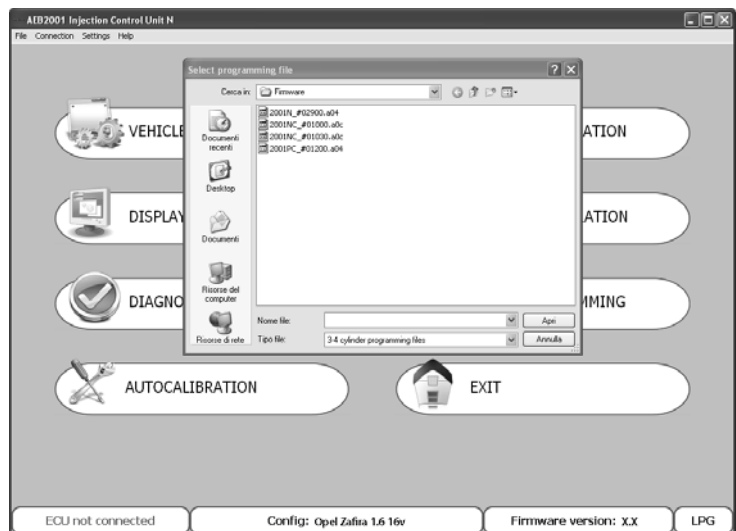 AEB2001 Injection Control Unit N
File Connection Settings Help
Select programming file
Cerca in: Firmware
2001N_#02900.a04
2001NC_#01000.a0c
2001NC_#01030.a0c
2001PC_#01200.a04
Documenti
recenti
Desktop
Documenti
Risorse del
computer
Risorse di rete
Nome file:
Apri
Tipo file:
3-4 cylinder programming files
Annulla
VEHICLE
ATION
DISPLAY
ATION
DIAGNO
MMING
AUTOCALIBRATION
EXIT
ECU not connected
Config: Opel Zafira 1.6 16v
Firmware version: X.X
LPG